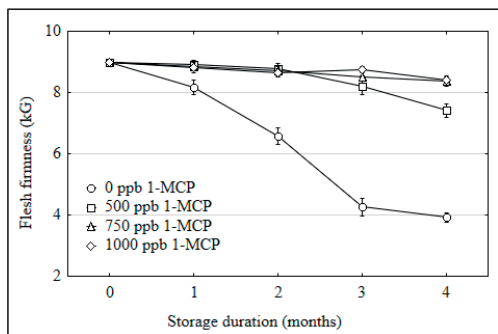 10
8
6
4
2
Flesh firmness (kG)
0 ppb 1-MCP
500 ppb 1-MCP
750 ppb 1-MCP
1000 ppb 1-MCP
0 1 2 3 4
Storage duration (months)